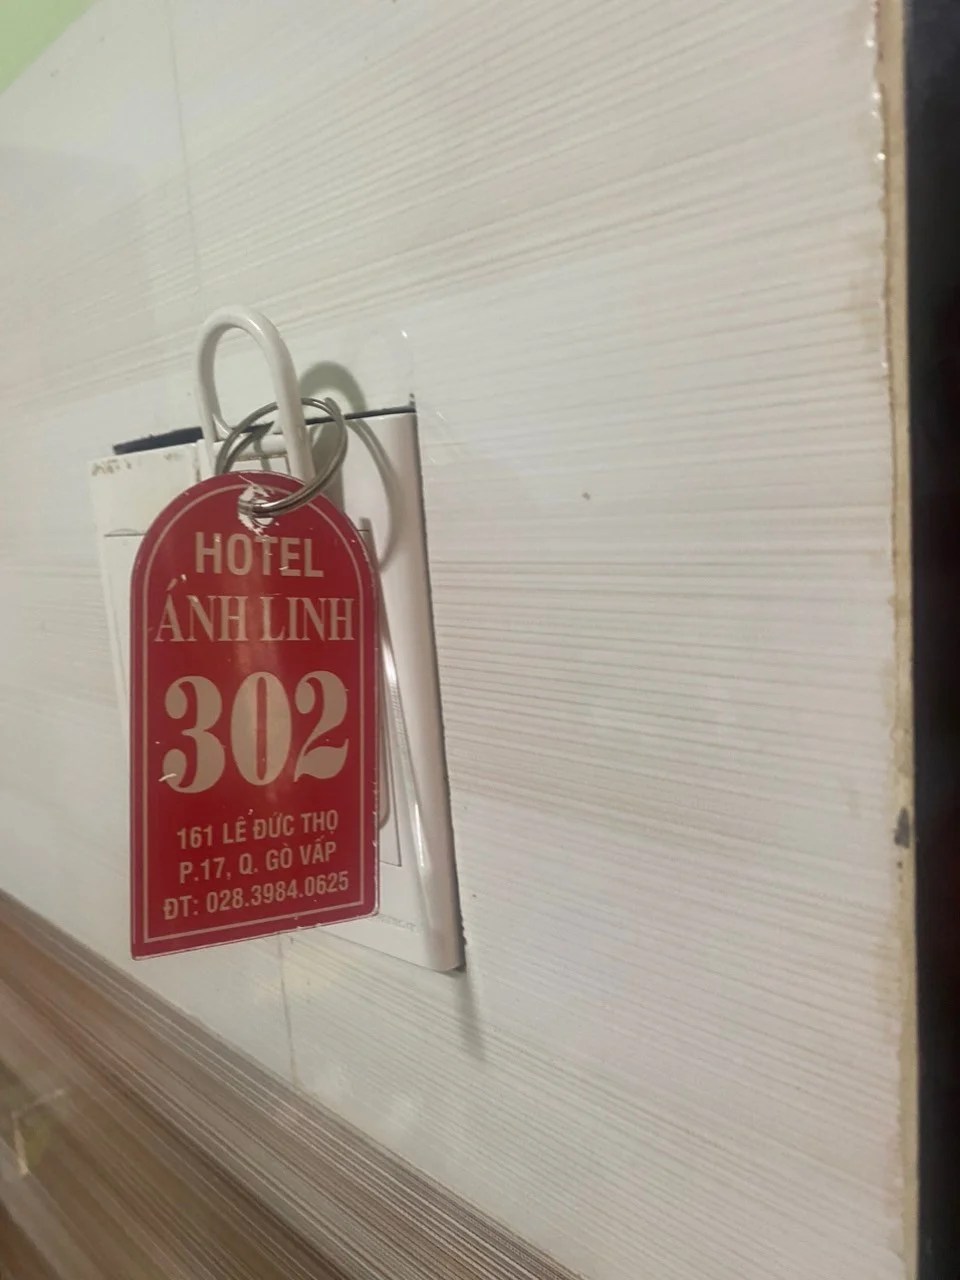 HOTEL
ÁNH LINH
302
161 LÊ ĐỨC THỌ
P.17, Q. GÒ VẤP
ĐT: 028.3984.0625